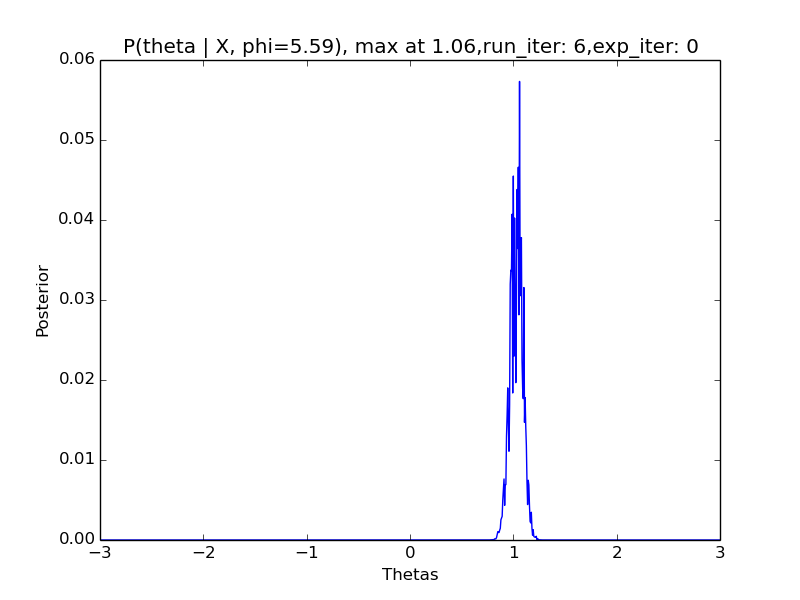 P(theta | X, phi=5.59), max at 1.06,run_iter: 6,exp_iter: 0
0.06
0.05
0.04
0.03
0.02
0.01
0.00
Posterior
−3 −2 −1 0 1 2 3
Thetas